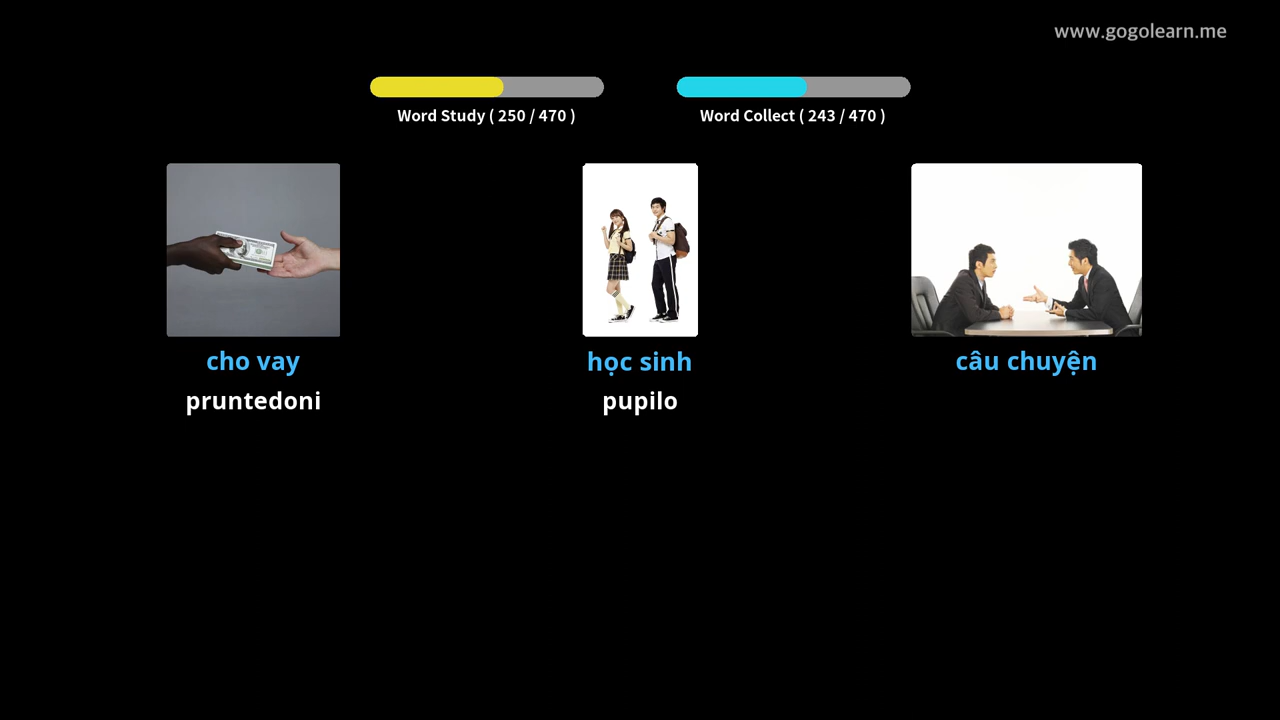 www.gogolearn.me
Word Study ( 250 / 470 )
Word Collect ( 243 / 470 )
cho vay
học sinh
câu chuyện
pruntedoni
pupilo